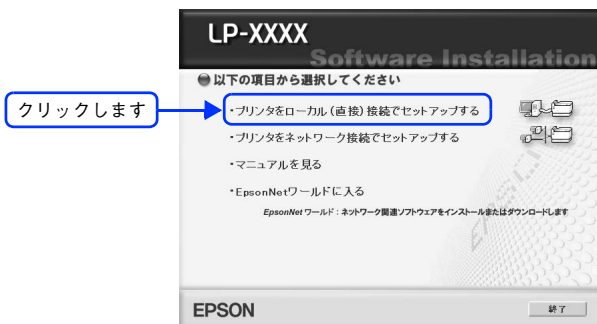 LP-XXXX
Software Installation
以下の項目から選択してください
クリックします
・プリンタをローカル(直接)接続でセットアップする
・プリンタをネットワーク接続でセットアップする
・マニュアルを見る
・EpsonNetワールドに入る
EpsonNet ワールド：ネットワーク関連ソフトウェアをインストールまたはダウンロードします
EPSON
EPSON
終了